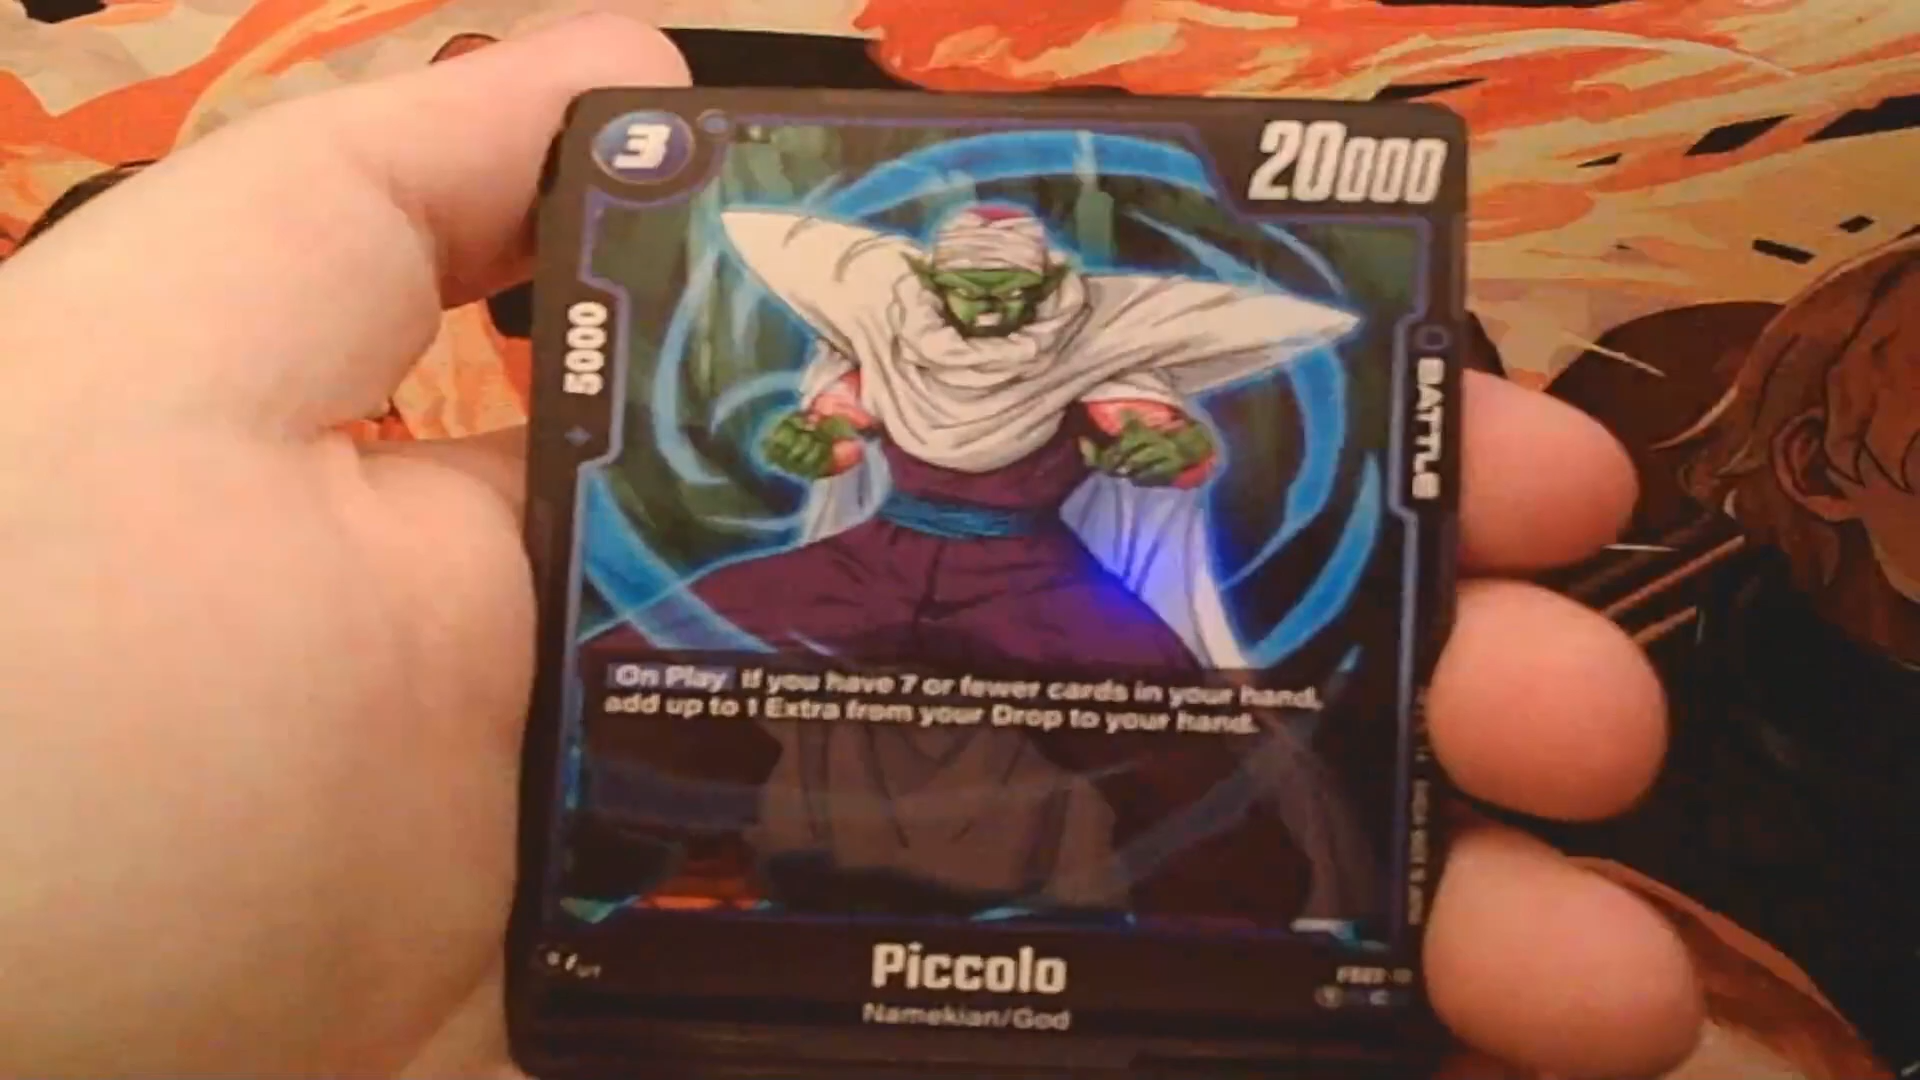 3
20000
5000
BATTLE
On Play If you have 7 or fewer cards in your hand,
add up to 1 Extra from your Drop to your hand.
Piccolo
Namekian/God